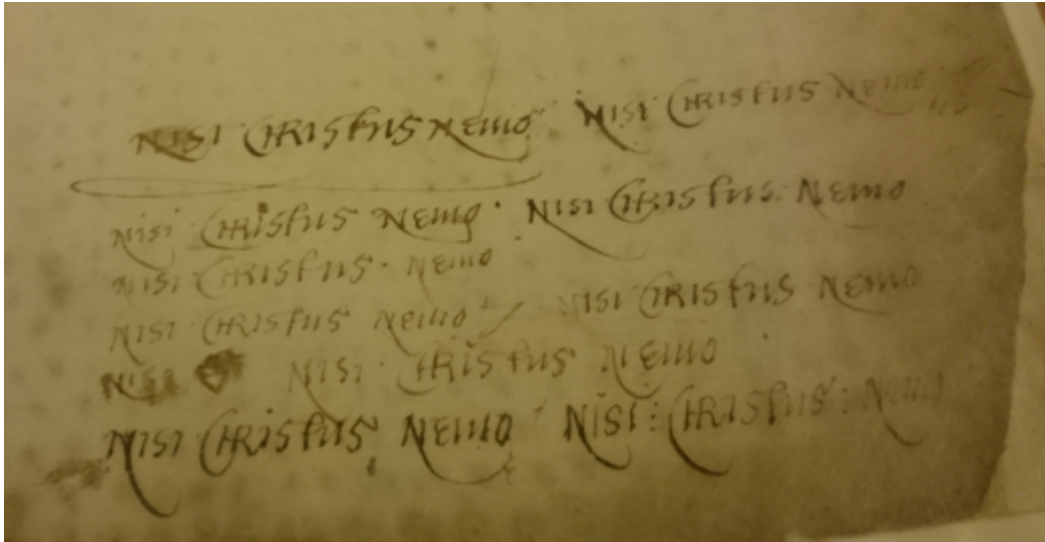 NISI CHRISTUS NEMO NISI CHRISTUS NEMO
NISI CHRISTUS NEMO · NISI CHRISTUS NEMO
NISI CHRISTUS · NEMO
NISI CHRISTUS NEMO NISI CHRISTUS NEMO
NISI NISI · CHRISTUS NEMO
NISI CHRISTUS NEMO NISI : CHRISTUS : NEMO